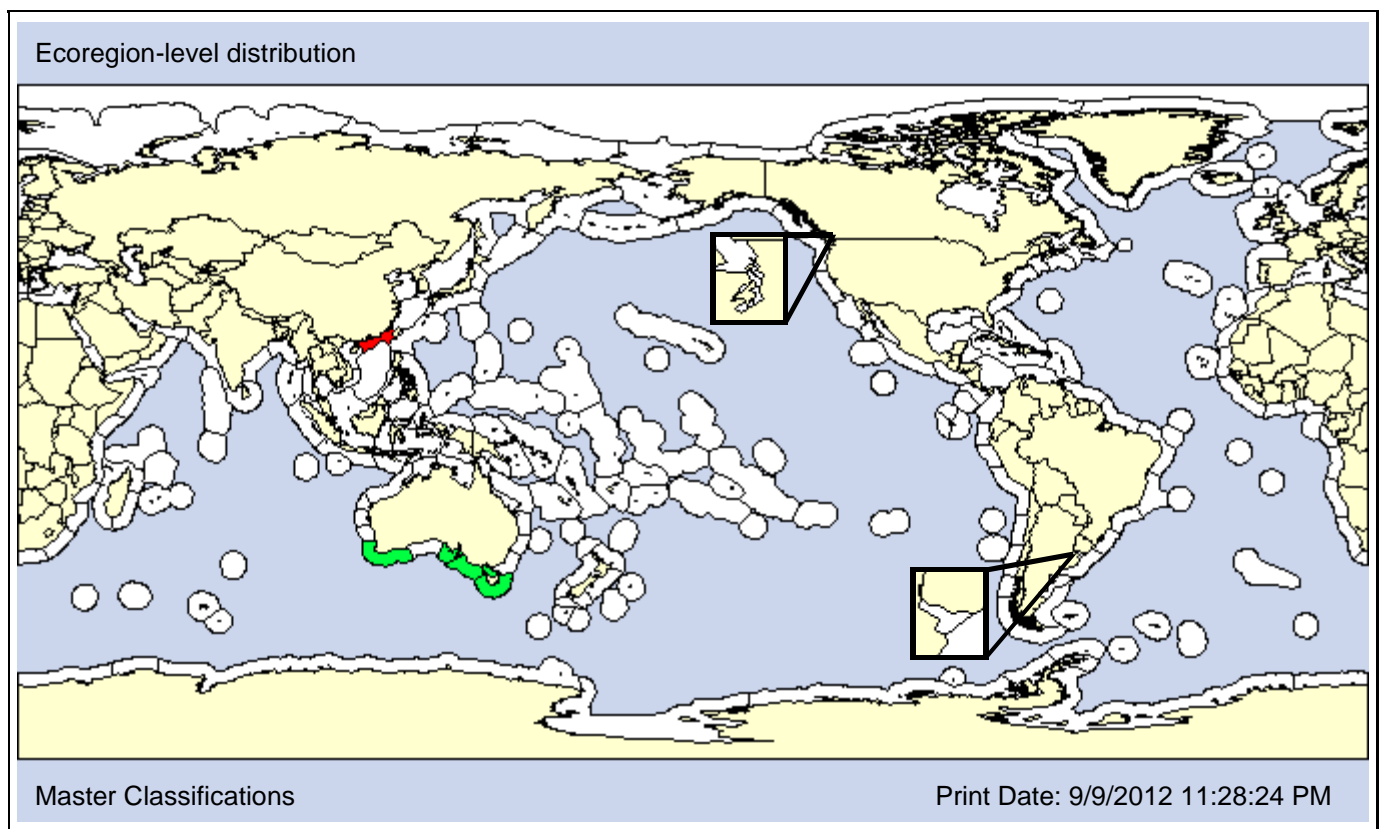 Ecoregion-level distribution
Master Classifications
Print Date: 9/9/2012 11:28:24 PM